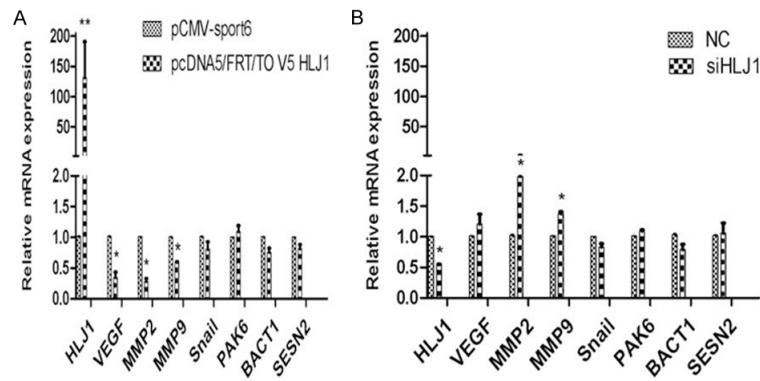 A
**
pCMV-sport6
pcDNA5/FRT/TO V5 HLJ1
Relative mRNA expression
200
150
100
50
2.0
1.5
1.0
0.5
0.0
* * *
HLJ1 VEGF MMP2 MMP9 Snail PAK6 BACT1 SESN2
B
NC
siHLJ1
Relative mRNA expression
200
150
100
50
2.0
1.5
1.0
0.5
0.0
* * *
HLJ1 VEGF MMP2 MMP9 Snail PAK6 BACT1 SESN2